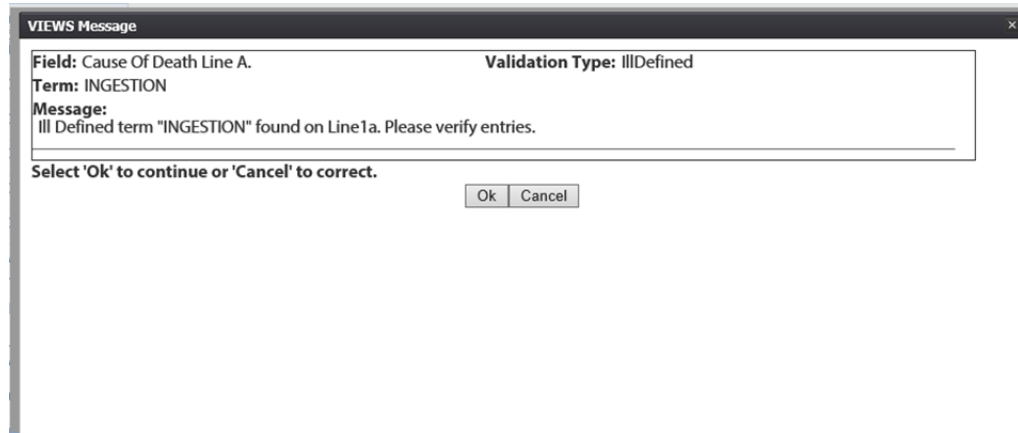 VIEWS Message ×
Field: Cause Of Death Line A. Validation Type: IllDefined
Term: INGESTION
Message:
Ill Defined term "INGESTION" found on Line1a. Please verify entries.
Select 'Ok' to continue or 'Cancel' to correct.
Ok Cancel